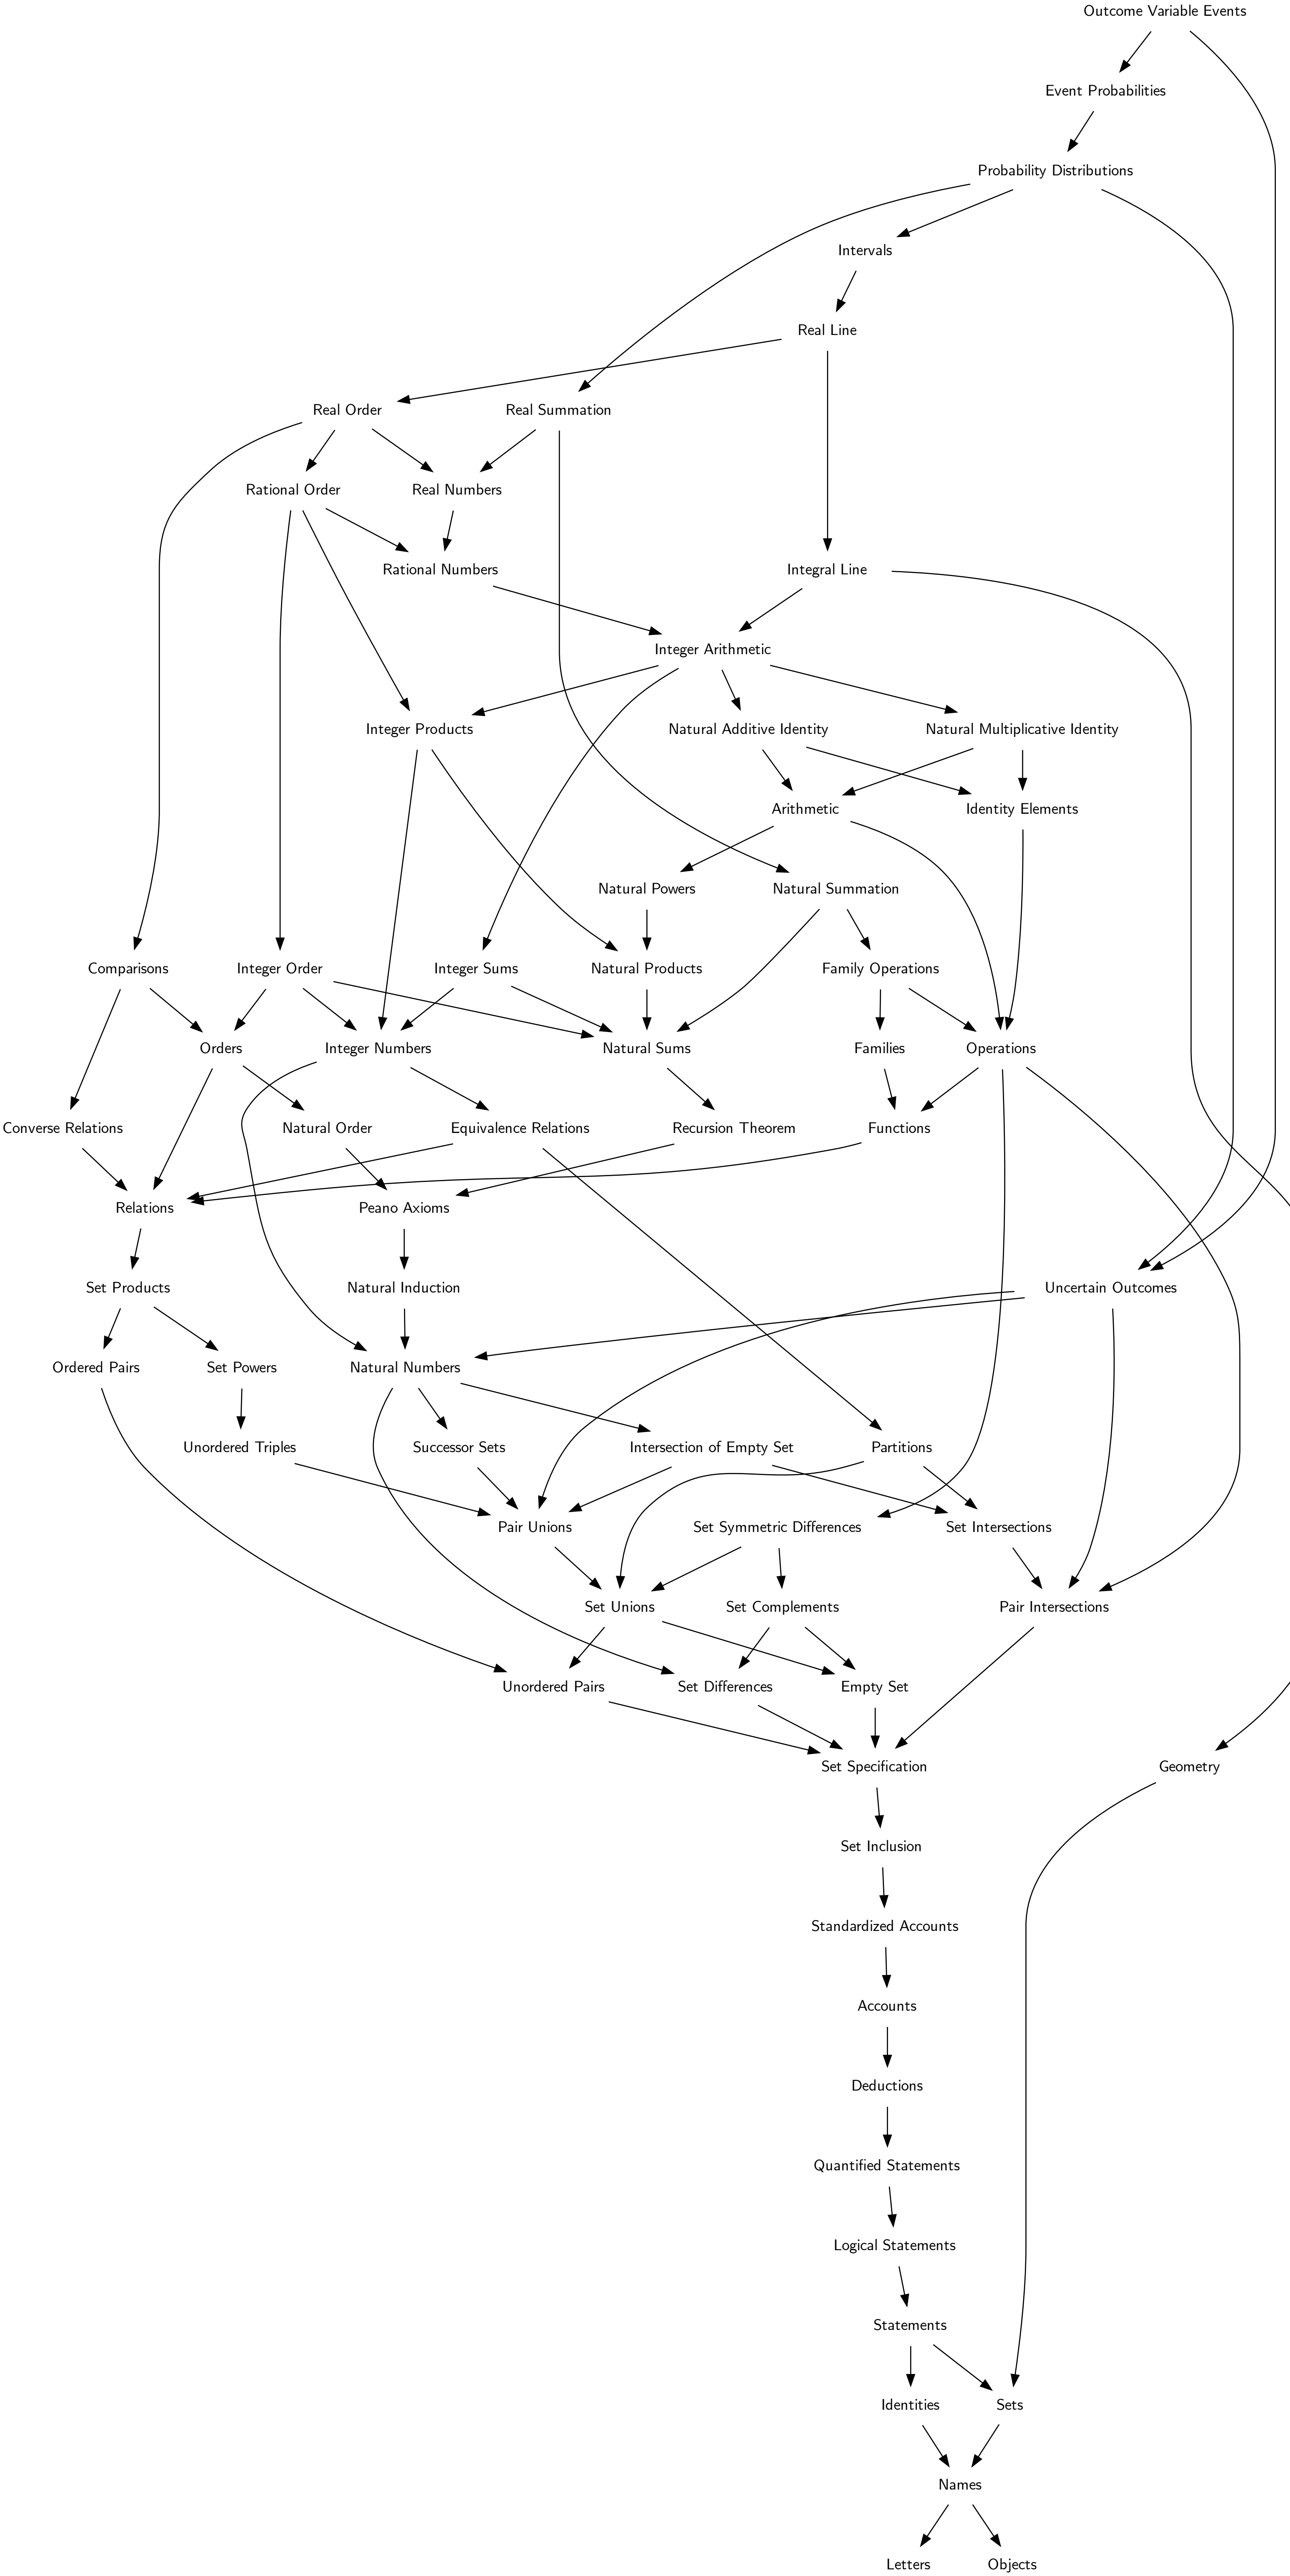 Outcome Variable Events
Event Probabilities
Probability Distributions
Intervals
Real Line
Real Order
Real Summation
Rational Order
Real Numbers
Rational Numbers
Integral Line
Integer Arithmetic
Integer Products
Natural Additive Identity
Natural Multiplicative Identity
Arithmetic
Identity Elements
Natural Powers
Natural Summation
Comparisons
Integer Order
Integer Sums
Natural Products
Family Operations
Orders
Integer Numbers
Natural Sums
Families
Operations
Converse Relations
Natural Order
Equivalence Relations
Recursion Theorem
Functions
Relations
Peano Axioms
Set Products
Natural Induction
Uncertain Outcomes
Ordered Pairs
Set Powers
Natural Numbers
Unordered Triples
Successor Sets
Intersection of Empty Set
Partitions
Pair Unions
Set Symmetric Differences
Set Intersections
Set Unions
Set Complements
Pair Intersections
Unordered Pairs
Set Differences
Empty Set
Set Specification
Geometry
Set Inclusion
Standardized Accounts
Accounts
Deductions
Quantified Statements
Logical Statements
Statements
Identities
Sets
Names
Letters
Objects